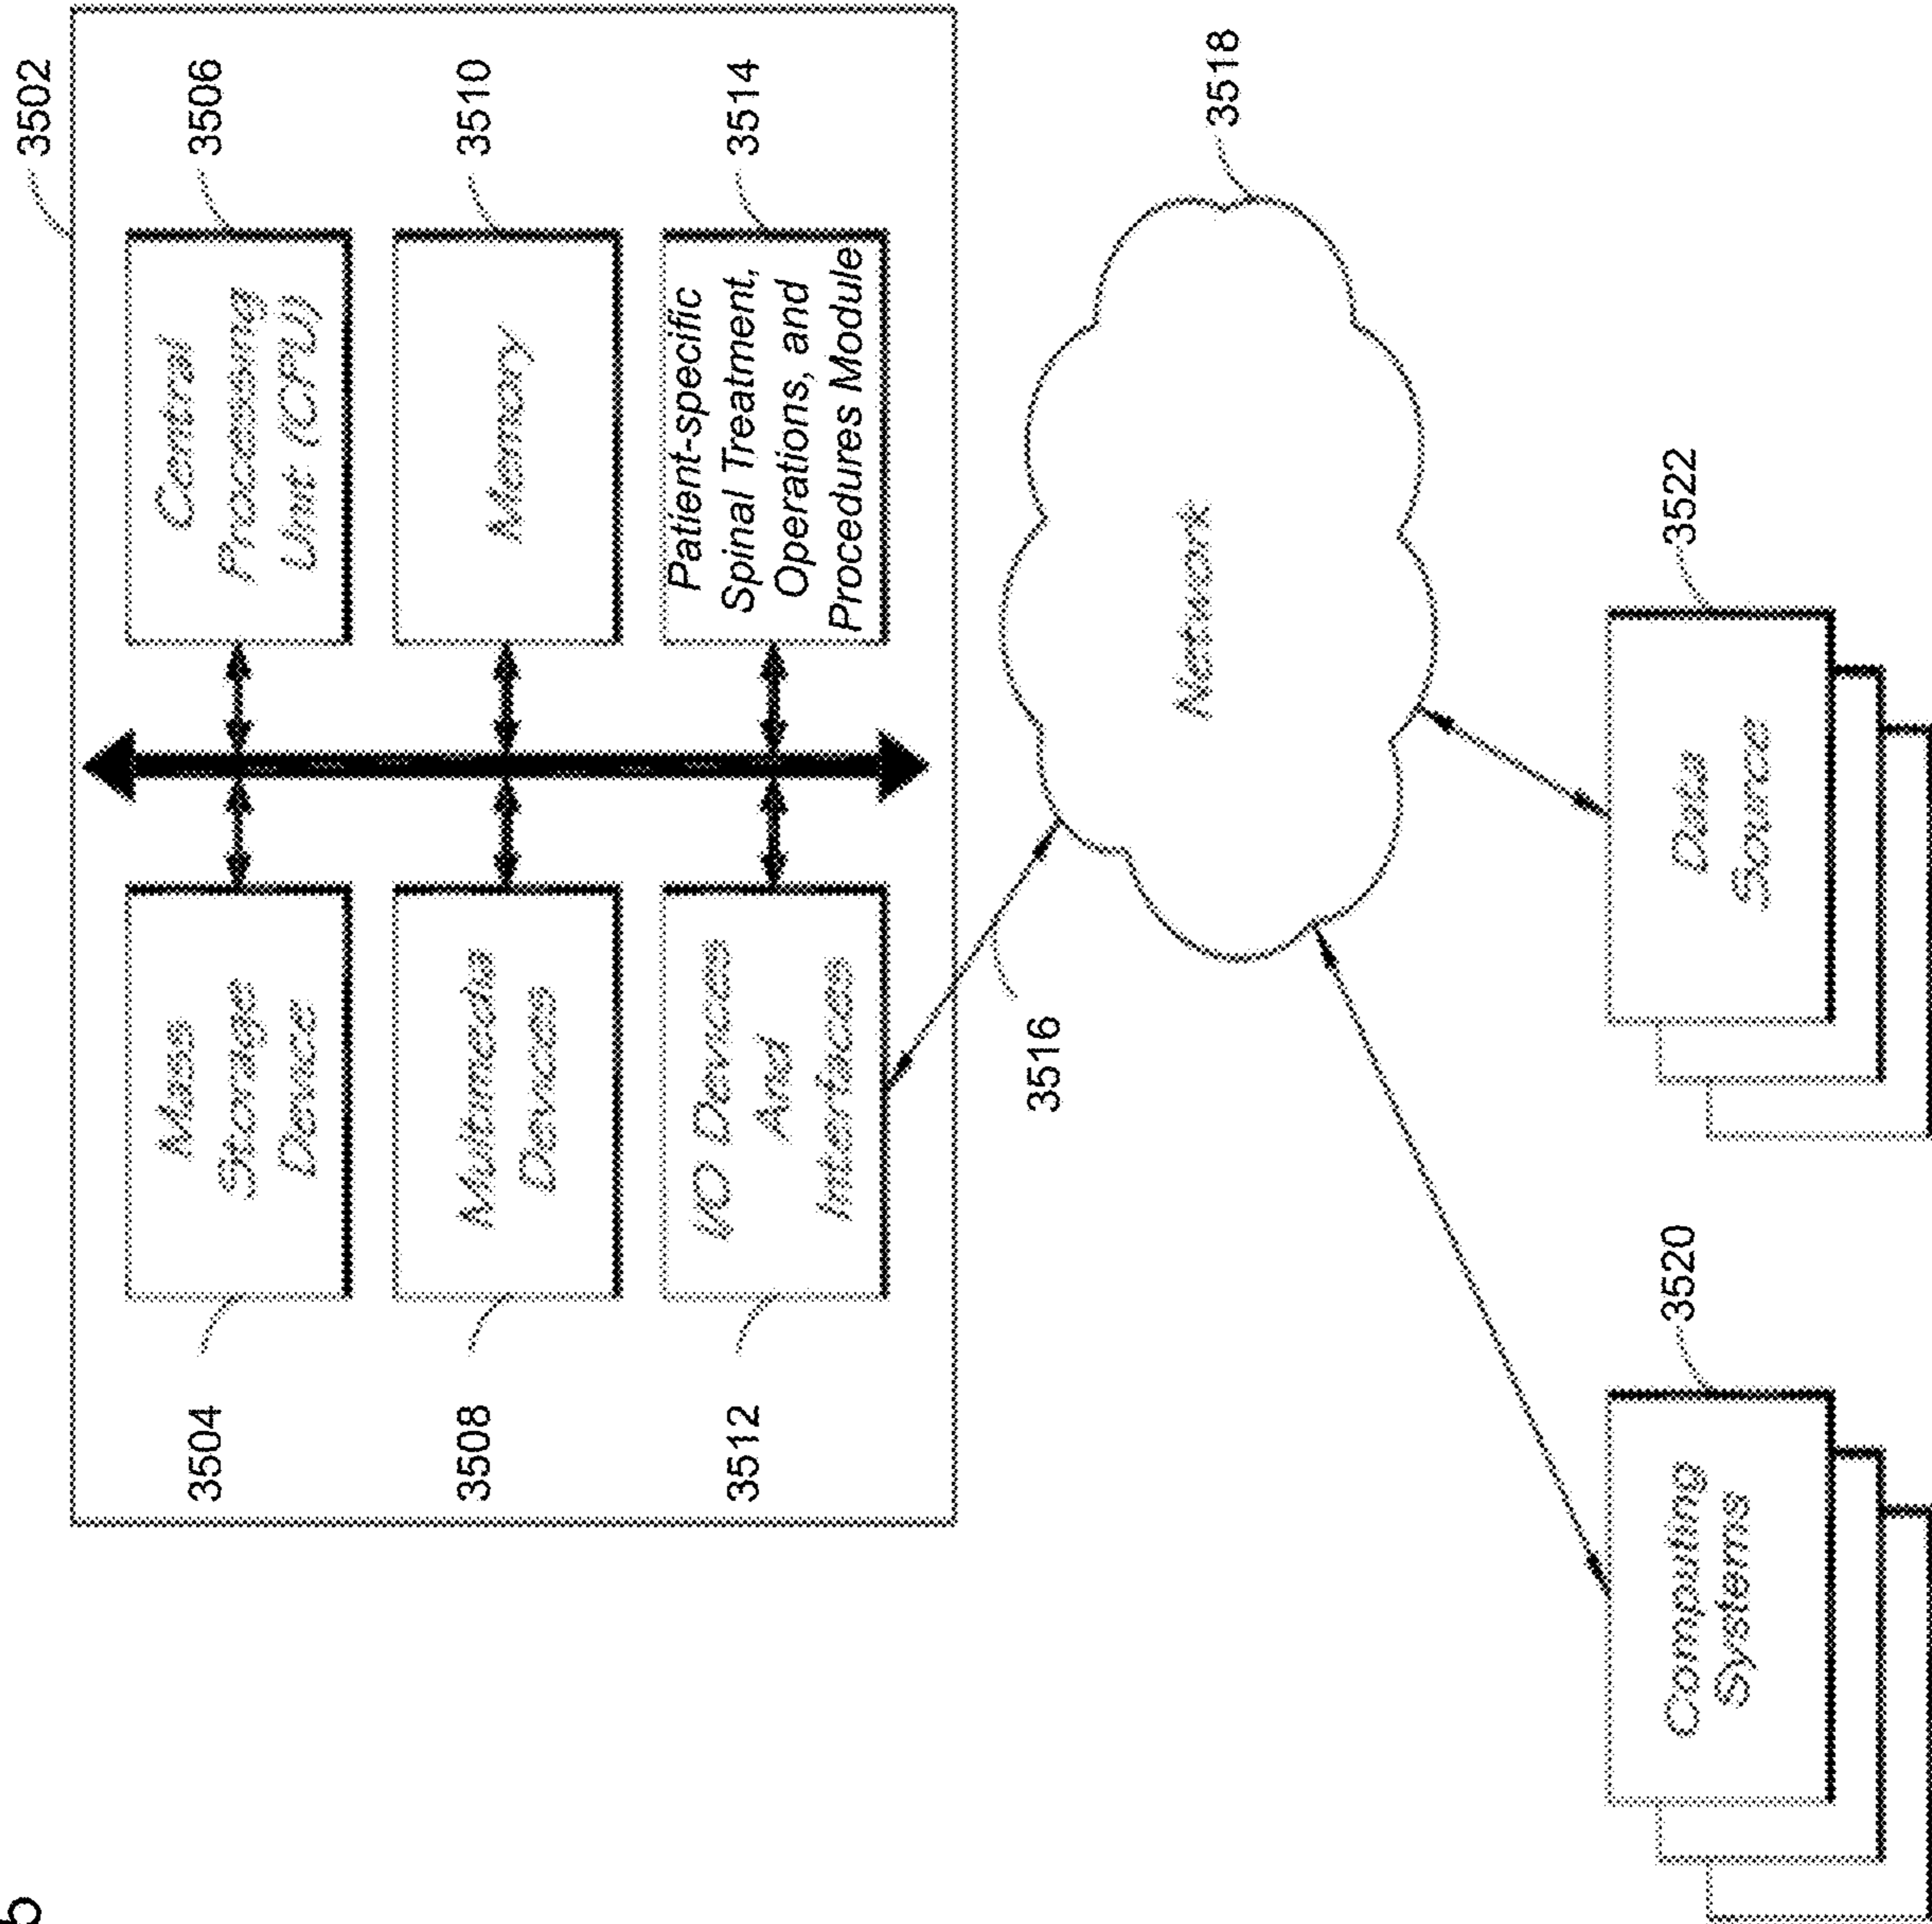 3502
3504
Mass
Storage
Device
Central
Processing
Unit (CPU)
3506
3508
Multimedia
Devices
Memory
3510
3512
I/O Devices
And
Interfaces
Patient-specific
Spinal Treatment,
Operations, and
Procedures Module
3514
3516
Network
3518
3520
Computing
Systems
3522
Data
Source